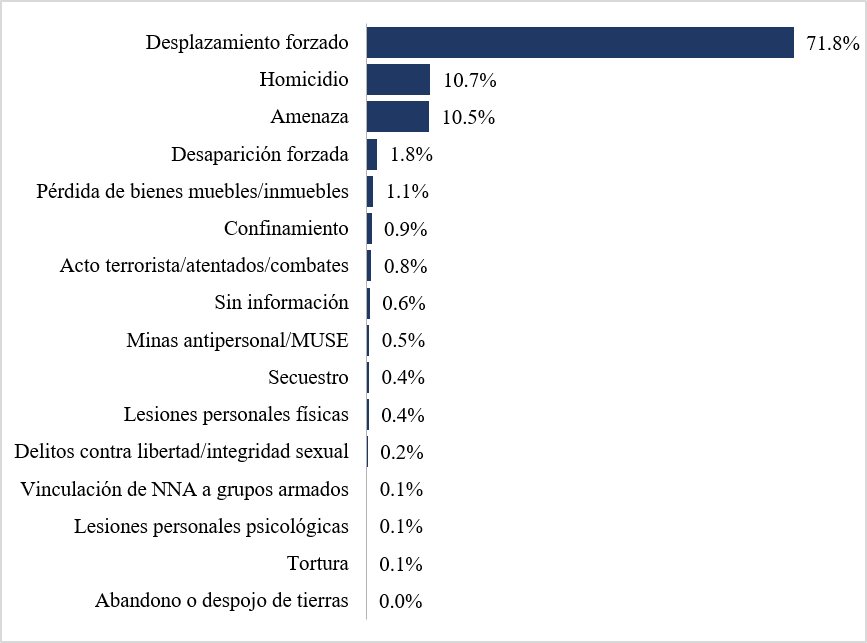 Desplazamiento forzado 71.8%
Homicidio 10.7%
Amenaza 10.5%
Desaparición forzada 1.8%
Pérdida de bienes muebles/inmuebles 1.1%
Confinamiento 0.9%
Acto terrorista/atentados/combates 0.8%
Sin información 0.6%
Minas antipersonal/MUSE 0.5%
Secuestro 0.4%
Lesiones personales físicas 0.4%
Delitos contra libertad/integridad sexual 0.2%
Vinculación de NNA a grupos armados 0.1%
Lesiones personales psicológicas 0.1%
Tortura 0.1%
Abandono o despojo de tierras 0.0%